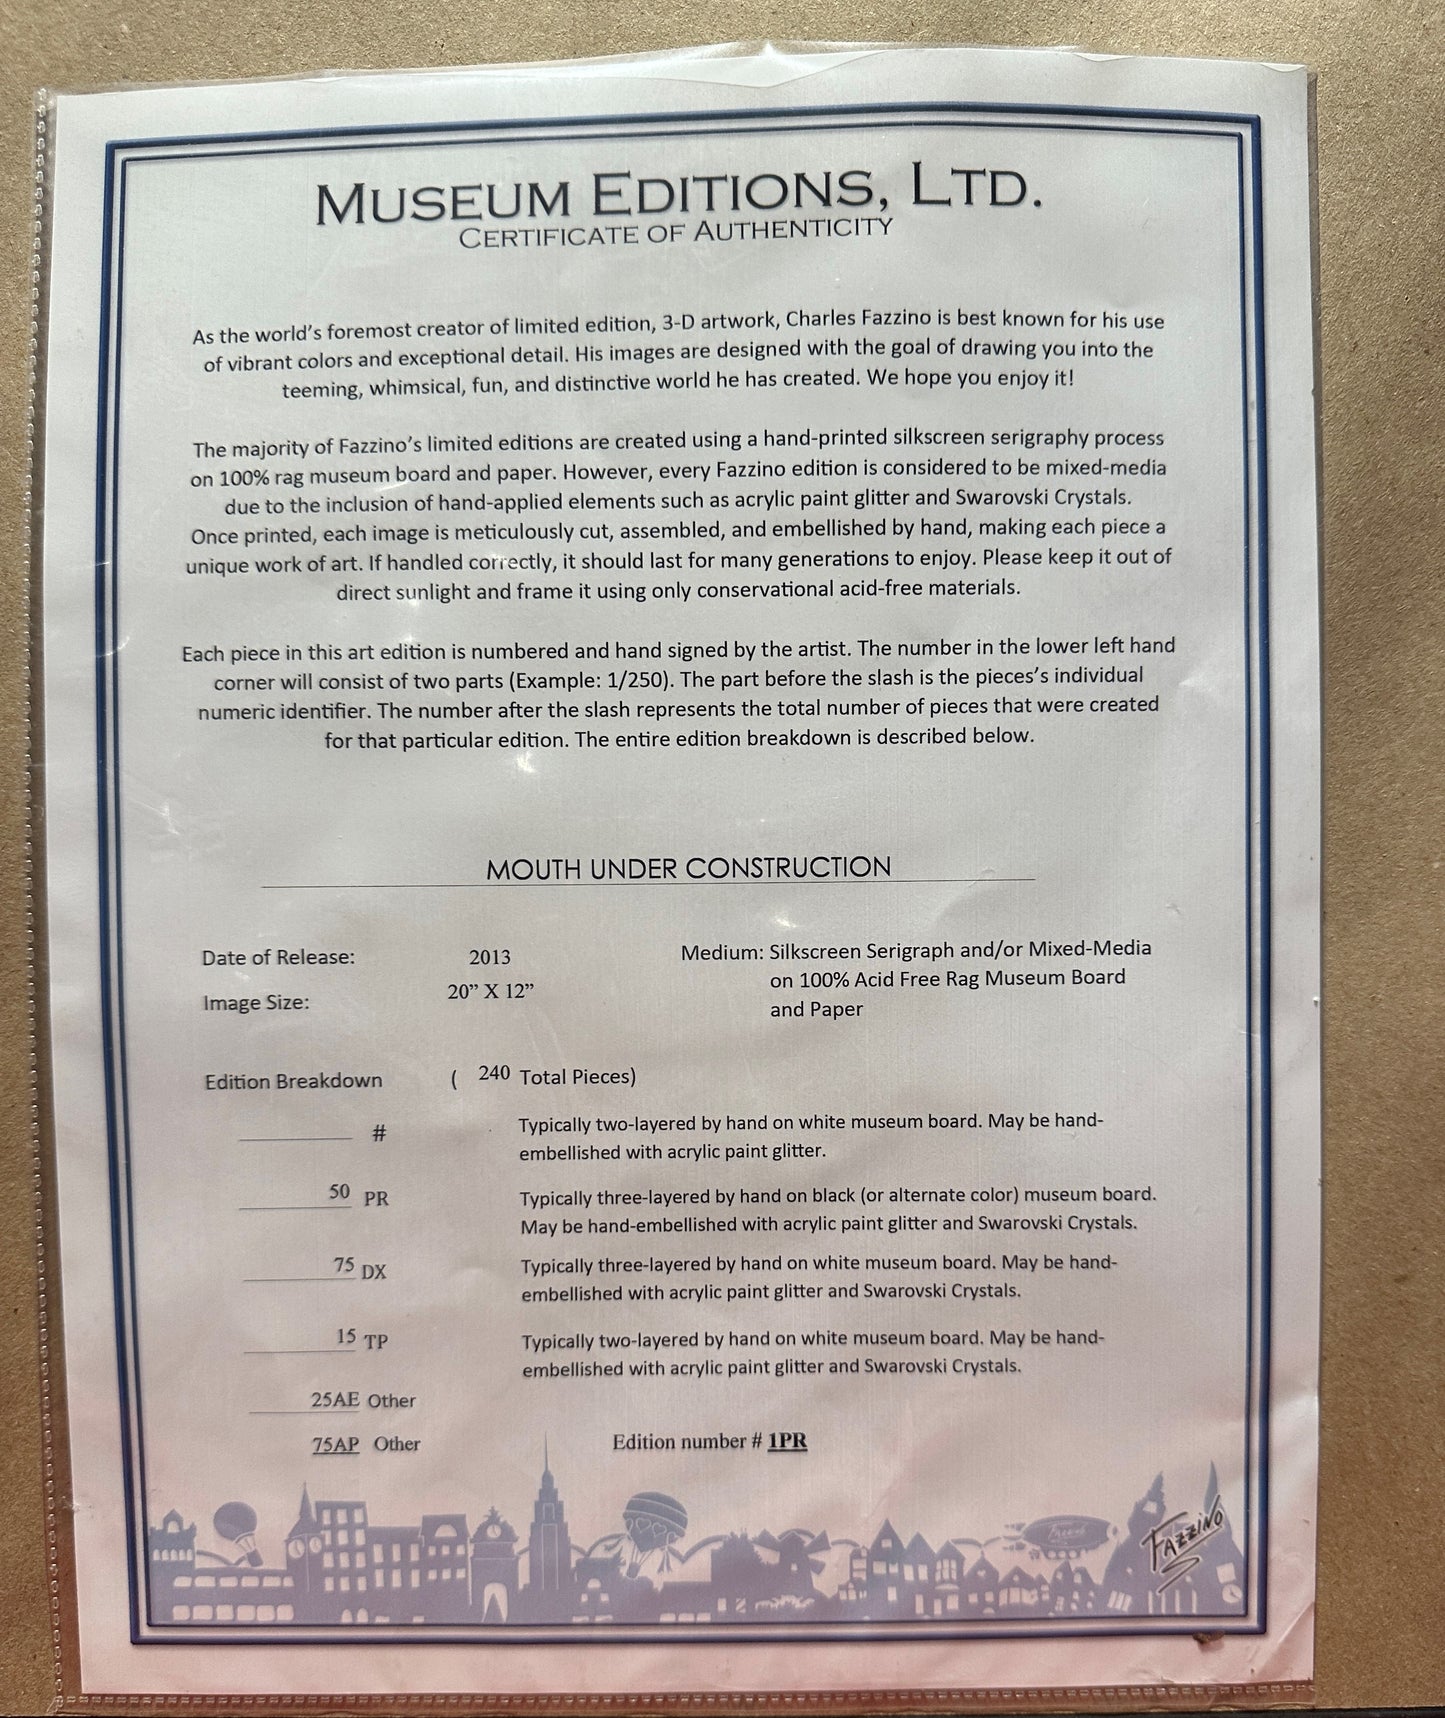 MUSEUM EDITIONS, LTD.
CERTIFICATE OF AUTHENTICITY
As the world's foremost creator of limited edition, 3-D artwork, Charles Fazzino is best known for his use
of vibrant colors and exceptional detail. His images are designed with the goal of drawing you into the
teeming, whimsical, fun, and distinctive world he has created. We hope you enjoy it!
The majority of Fazzino's limited editions are created using a hand-printed silkscreen serigraphy process
on 100% rag museum board and paper. However, every Fazzino edition is considered to be mixed-media
due to the inclusion of hand-applied elements such as acrylic paint glitter and Swarovski Crystals.
Once printed, each image is meticulously cut, assembled, and embellished by hand, making each piece a
unique work of art. If handled correctly, it should last for many generations to enjoy. Please keep it out of
direct sunlight and frame it using only conservational acid-free materials.
Each piece in this art edition is numbered and hand signed by the artist. The number in the lower left hand
corner will consist of two parts (Example: 1/250). The part before the slash is the pieces's individual
numeric identifier. The number after the slash represents the total number of pieces that were created
for that particular edition. The entire edition breakdown is described below.
MOUTH UNDER CONSTRUCTION
Date of Release: 2013 Medium: Silkscreen Serigraph and/or Mixed-Media
on 100% Acid Free Rag Museum Board
Image Size: 20" X 12"
and Paper
Edition Breakdown ( 240 Total Pieces)
# Typically two-layered by hand on white museum board. May be hand-
embellished with acrylic paint glitter.
50 PR Typically three-layered by hand on black (or alternate color) museum board.
May be hand-embellished with acrylic paint glitter and Swarovski Crystals.
75 DX Typically three-layered by hand on white museum board. May be hand-
embellished with acrylic paint glitter and Swarovski Crystals.
15 TP Typically two-layered by hand on white museum board. May be hand-
embellished with acrylic paint glitter and Swarovski Crystals.
25AE Other
75AP Other Edition number # 1PR
FAZZINO